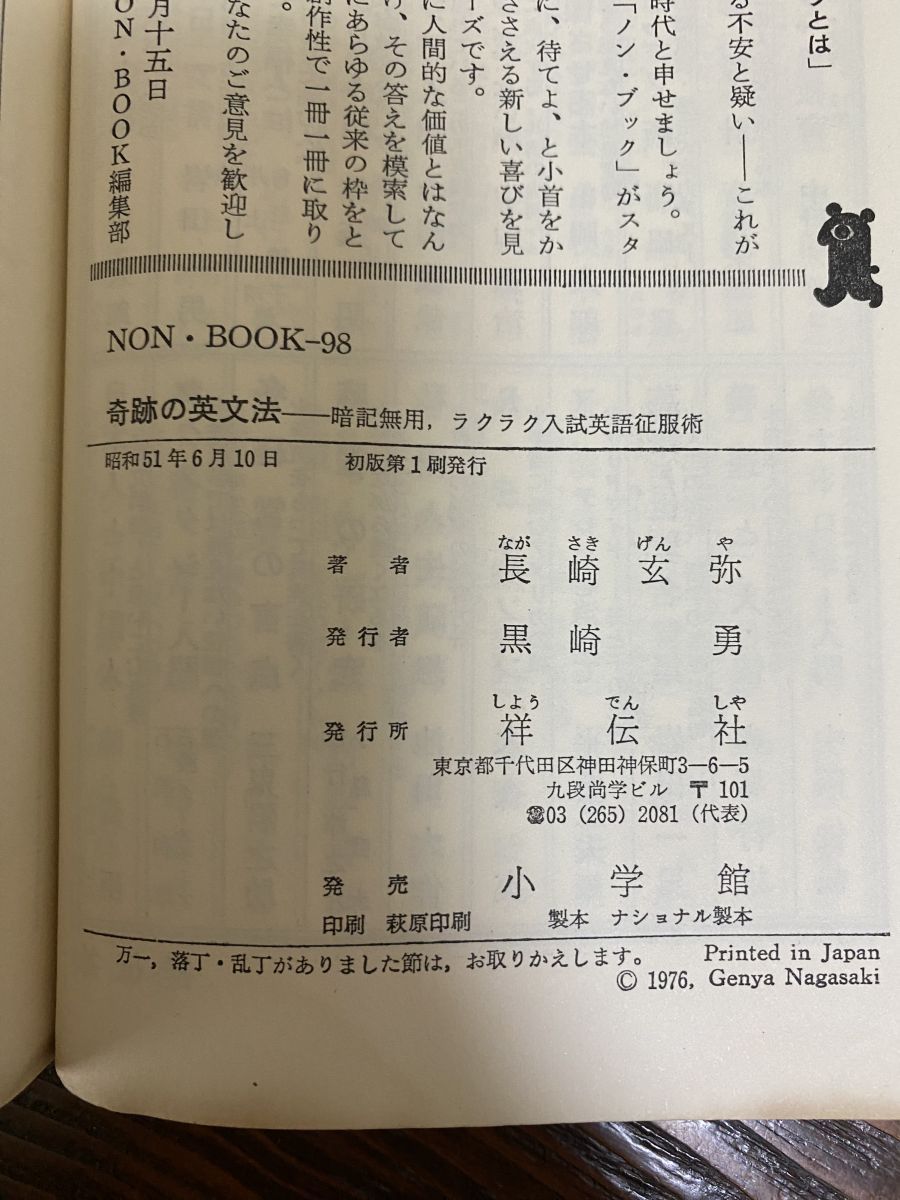 クとは」
る不安と疑い——これが
時代と申せましょう。
「ノン・ブック」がスタ
に、待てよ、と小首をか
ささえる新しい喜びを見
ーズです。
に人間的な価値とはなん
け、その答えを模索して
にあらゆる従来の枠をと
創作性で一冊一冊に取り
。
なたのご意見を歓迎し
月十五日
ON・BOOK編集部
NON・BOOK-98
奇跡の英文法——暗記無用，ラクラク入試英語征服術
昭和51年6月10日 初版第1刷発行
なが さき げん や
著者 長崎玄弥
発行者 黒崎 勇
しよう でん しや
発行所 祥伝社
東京都千代田区神田神保町3−6−5
九段尚学ビル 〒101
☎03 (265) 2081 (代表)
発売 小学館
印刷 萩原印刷 製本 ナショナル製本
万一，落丁・乱丁がありました節は，お取りかえします。 Printed in Japan
© 1976, Genya Nagasaki